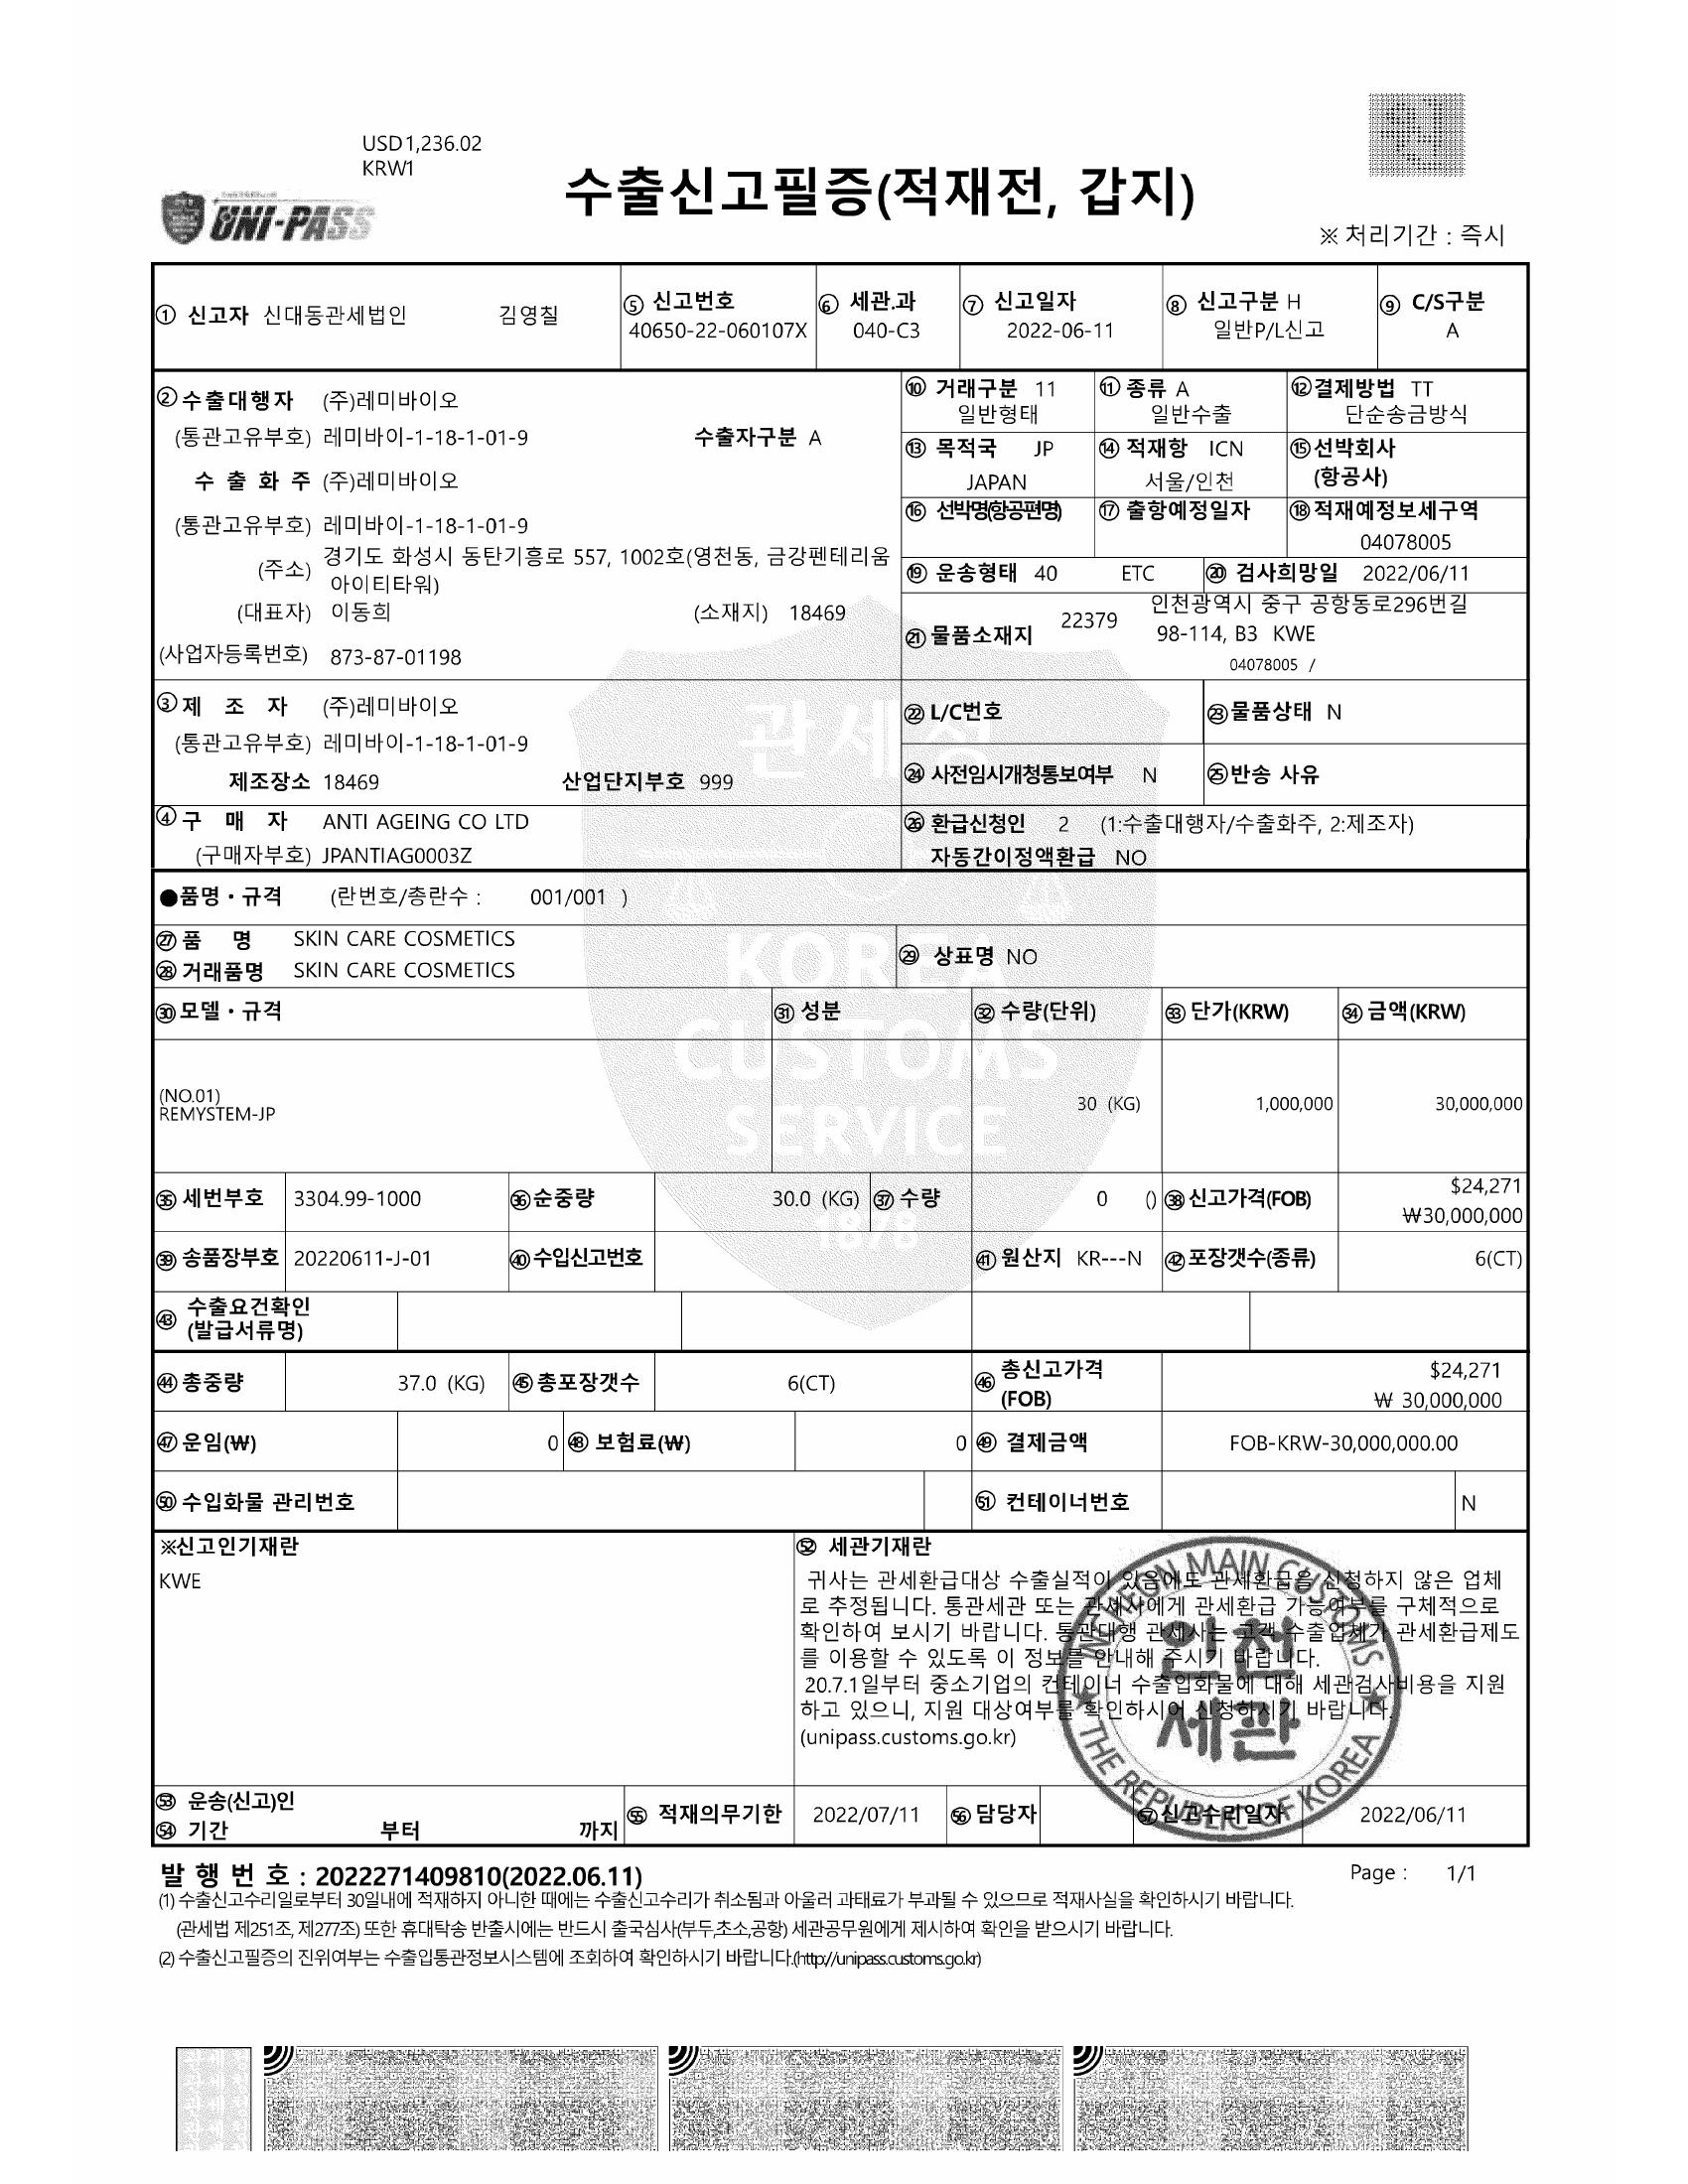 USD1,236.02
KRW1
UNI-PASS
수출신고필증(적재전, 갑지)
※ 처리기간 : 즉시
① 신고자 신대동관세법인 김영칠
⑤ 신고번호
40650-22-060107X
⑥ 세관.과
040-C3
⑦ 신고일자
2022-06-11
⑧ 신고구분 H
일반P/L신고
⑨ C/S구분
A
② 수출대행자 (주)레미바이오
(통관고유부호) 레미바이-1-18-1-01-9 수출자구분 A
수 출 화 주 (주)레미바이오
(통관고유부호) 레미바이-1-18-1-01-9
(주소) 경기도 화성시 동탄기흥로 557, 1002호(영천동, 금강펜테리움
아이티타워)
(대표자) 이동희 (소재지) 18469
(사업자등록번호) 873-87-01198
⑩ 거래구분 11
일반형태
⑪ 종류 A
일반수출
⑫ 결제방법 TT
단순송금방식
⑬ 목적국 JP
JAPAN
⑭ 적재항 ICN
서울/인천
⑮ 선박회사
(항공사)
⑯ 선박명(항공편명)
⑰ 출항예정일자
⑱ 적재예정보세구역
04078005
⑲ 운송형태 40 ETC
⑳ 검사희망일 2022/06/11
㉑ 물품소재지 22379 인천광역시 중구 공항동로296번길
98-114, B3 KWE
04078005 /
③ 제 조 자 (주)레미바이오
(통관고유부호) 레미바이-1-18-1-01-9
제조장소 18469 산업단지부호 999
㉒ L/C번호
㉓ 물품상태 N
㉔ 사전임시개청통보여부 N
㉕ 반송 사유
④ 구 매 자 ANTI AGEING CO LTD
(구매자부호) JPANTIAG0003Z
㉖ 환급신청인 2 (1:수출대행자/수출화주, 2:제조자)
자동간이정액환급 NO
●품명・규격 (란번호/총란수 : 001/001 )
㉗ 품 명 SKIN CARE COSMETICS
㉘ 거래품명 SKIN CARE COSMETICS
㉙ 상표명 NO
㉚ 모델・규격
㉛ 성분
㉜ 수량(단위)
㉝ 단가(KRW)
㉞ 금액(KRW)
(NO.01)
REMYSTEM-JP
30 (KG)
1,000,000
30,000,000
㉟ 세번부호 3304.99-1000
㊱ 순중량 30.0 (KG)
㊲ 수량 0 ()
㊳ 신고가격(FOB) $24,271
₩30,000,000
㊴ 송품장부호 20220611-J-01
㊵ 수입신고번호
㊶ 원산지 KR---N
㊷ 포장갯수(종류) 6(CT)
㊸ 수출요건확인
(발급서류명)
㊹ 총중량 37.0 (KG)
㊺ 총포장갯수 6(CT)
㊻ 총신고가격
(FOB)
$24,271
₩ 30,000,000
㊼ 운임(₩) 0
㊽ 보험료(₩) 0
㊾ 결제금액 FOB-KRW-30,000,000.00
㊿ 수입화물 관리번호
51 컨테이너번호 N
※신고인기재란
KWE
52 세관기재란
귀사는 관세환급대상 수출실적이 있음에도 관세환급을 신청하지 않은 업체
로 추정됩니다. 통관세관 또는 관세사에게 관세환급 가능여부를 구체적으로
확인하여 보시기 바랍니다. 통관대행 관세사는 고객 수출업체가 관세환급제도
를 이용할 수 있도록 이 정보를 안내해 주시기 바랍니다.
20.7.1일부터 중소기업의 컨테이너 수출입화물에 대해 세관검사비용을 지원
하고 있으니, 지원 대상여부를 확인하시어 신청하시기 바랍니다.
(unipass.customs.go.kr)
INCHEON MAIN CUSTOMS
인천
세관
THE REPUBLIC OF KOREA
53 운송(신고)인
54 기간 부터 까지
55 적재의무기한 2022/07/11
56 담당자
57 신고수리일자 2022/06/11
관세청
KOREA
CUSTOMS
SERVICE
1878
발 행 번 호 : 2022271409810(2022.06.11)
Page : 1/1
(1) 수출신고수리일로부터 30일내에 적재하지 아니한 때에는 수출신고수리가 취소됨과 아울러 과태료가 부과될 수 있으므로 적재사실을 확인하시기 바랍니다.
(관세법 제251조, 제277조) 또한 휴대탁송 반출시에는 반드시 출국심사(부두,초소,공항) 세관공무원에게 제시하여 확인을 받으시기 바랍니다.
(2) 수출신고필증의 진위여부는 수출입통관정보시스템에 조회하여 확인하시기 바랍니다.(http://unipass.customs.go.kr)